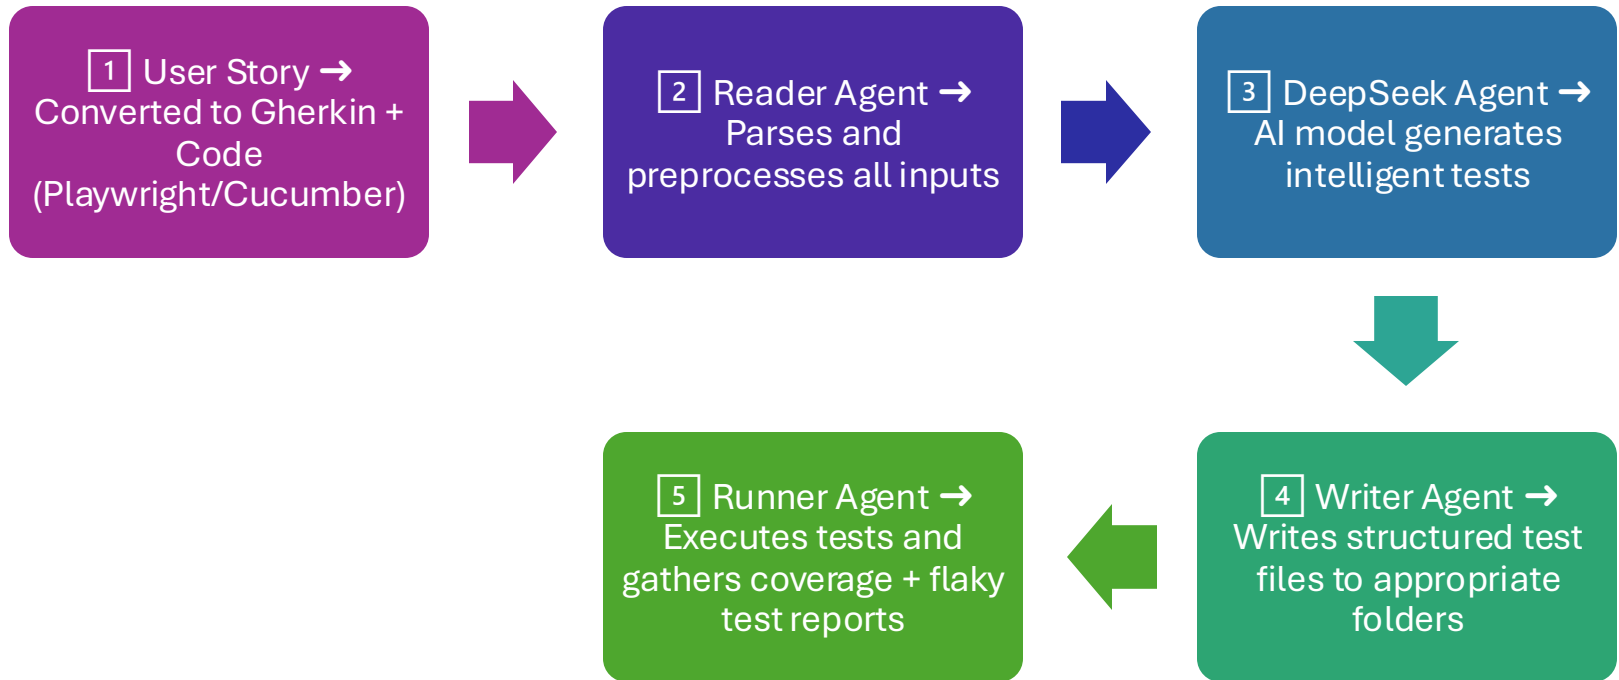 1 User Story ➜
Converted to Gherkin +
Code
(Playwright/Cucumber)
2 Reader Agent ➜
Parses and
preprocesses all inputs
3 DeepSeek Agent ➜
AI model generates
intelligent tests
4 Writer Agent ➜
Writes structured test
files to appropriate
folders
5 Runner Agent ➜
Executes tests and
gathers coverage + flaky
test reports